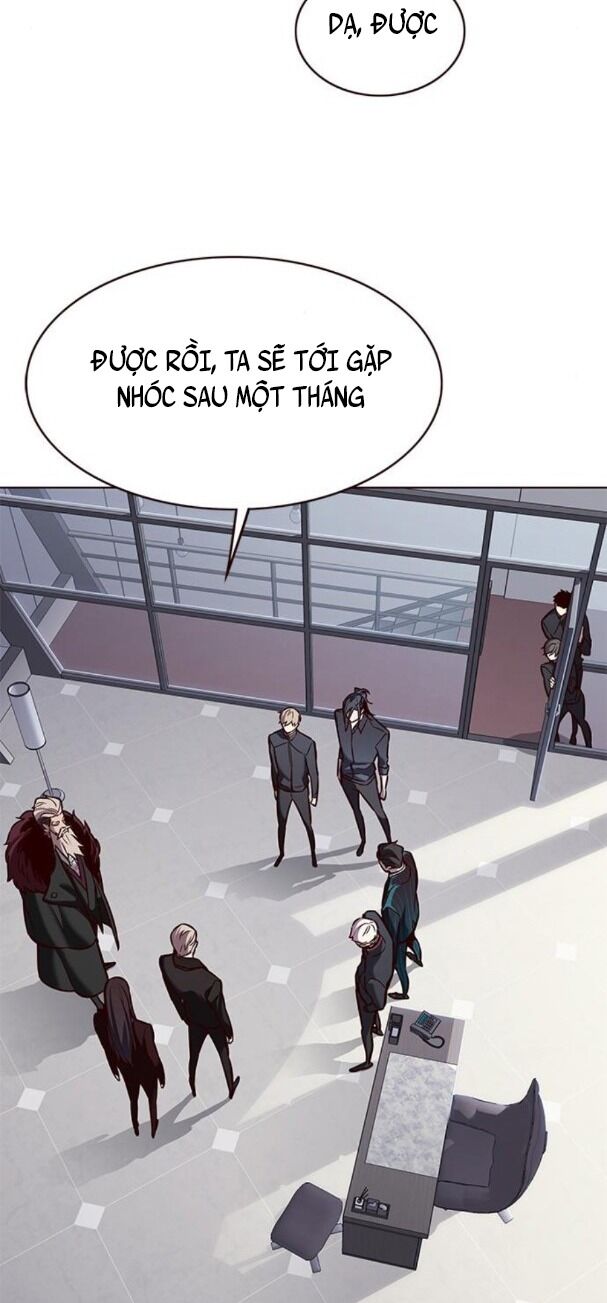 DẠ, ĐƯỢC
ĐƯỢC RỒI, TA SẼ TỚI GẶP
NHÓC SAU MỘT THÁNG